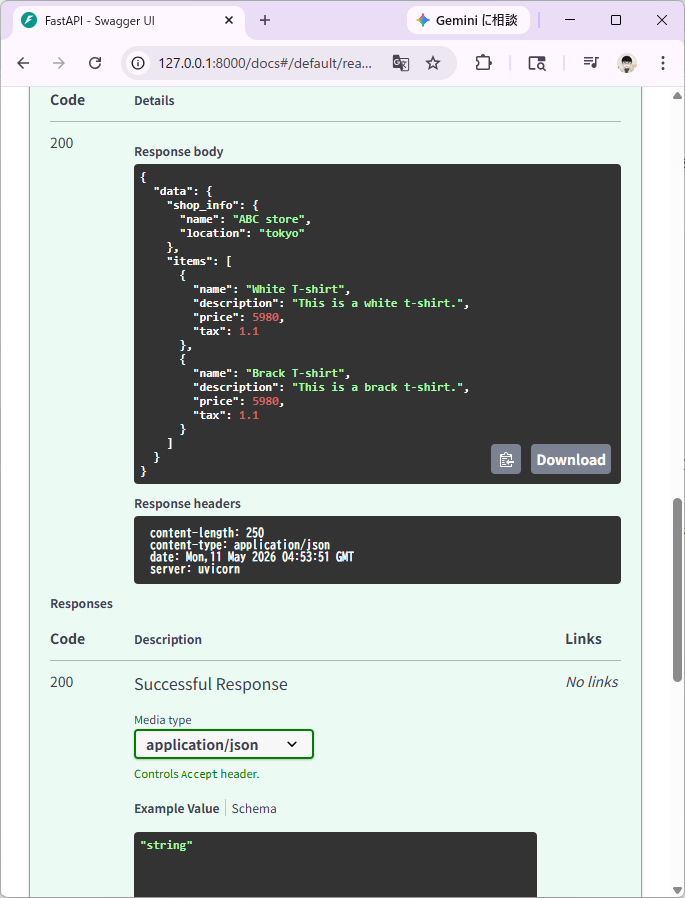 FastAPI - Swagger UI
Gemini に相談
127.0.0.1:8000/docs#/default/rea...
Code Details
200
Response body
{
  "data": {
    "shop_info": {
      "name": "ABC store",
      "location": "tokyo"
    },
    "items": [
      {
        "name": "White T-shirt",
        "description": "This is a white t-shirt.",
        "price": 5980,
        "tax": 1.1
      },
      {
        "name": "Brack T-shirt",
        "description": "This is a brack t-shirt.",
        "price": 5980,
        "tax": 1.1
      }
    ]
  }
}
Download
Response headers
content-length: 250
content-type: application/json
date: Mon,11 May 2026 04:53:51 GMT
server: uvicorn
Responses
Code Description Links
200 Successful Response No links
Media type
application/json
Controls Accept header.
Example Value Schema
"string"